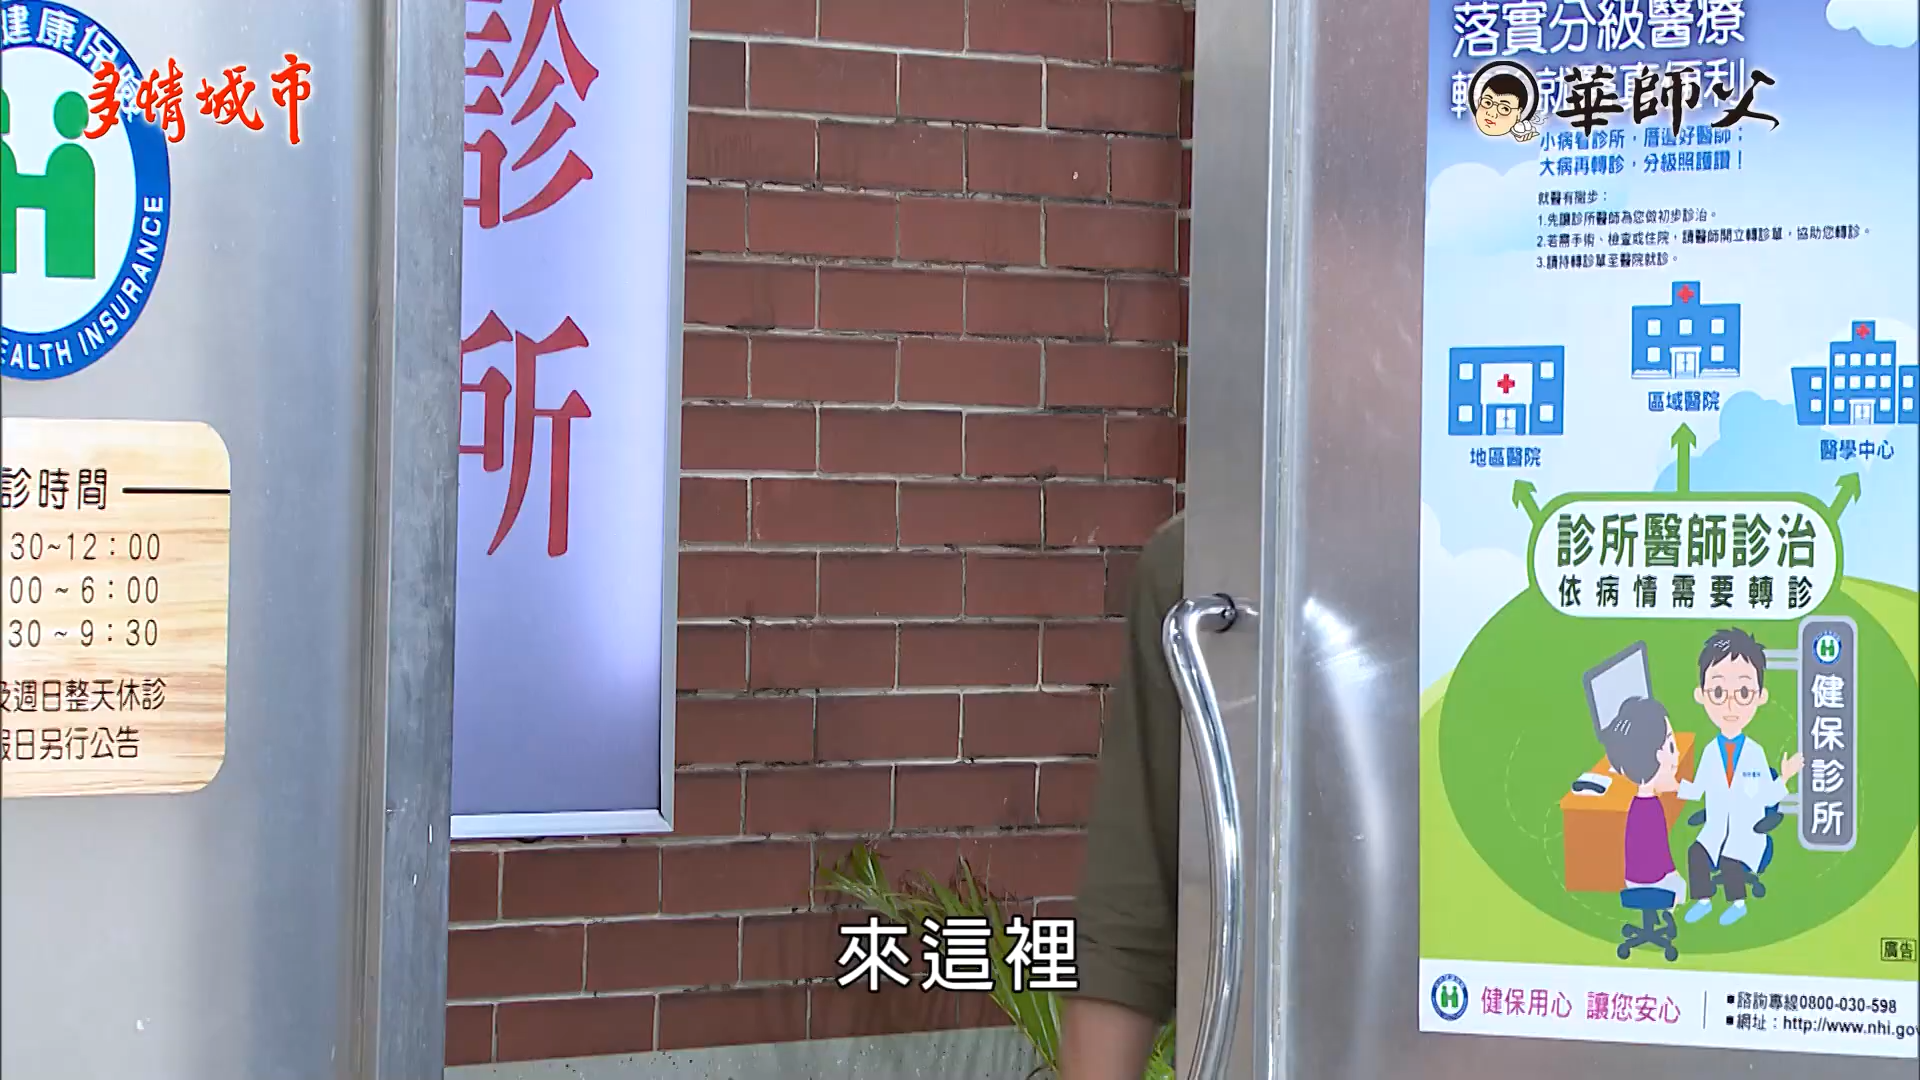 健康保險
HEALTH INSURANCE
多情城市
診時間
30~12：00
00~6：00
30~9：30
及週日整天休診
假日另行公告
診所
落實分級醫療
華師父
小病看診所，厝邊好醫師；
大病再轉診，分級照護讚！
就醫有撇步：
1.先讓診所醫師為您做初步診治。
2.若需手術、檢查或住院，請醫師開立轉診單，協助您轉診。
3.請持轉診單至醫院就診。
地區醫院
區域醫院
醫學中心
診所醫師診治
依病情需要轉診
健保診所
廣告
健保用心 讓您安心
諮詢專線0800-030-598
網址：http://www.nhi.gov
來這裡